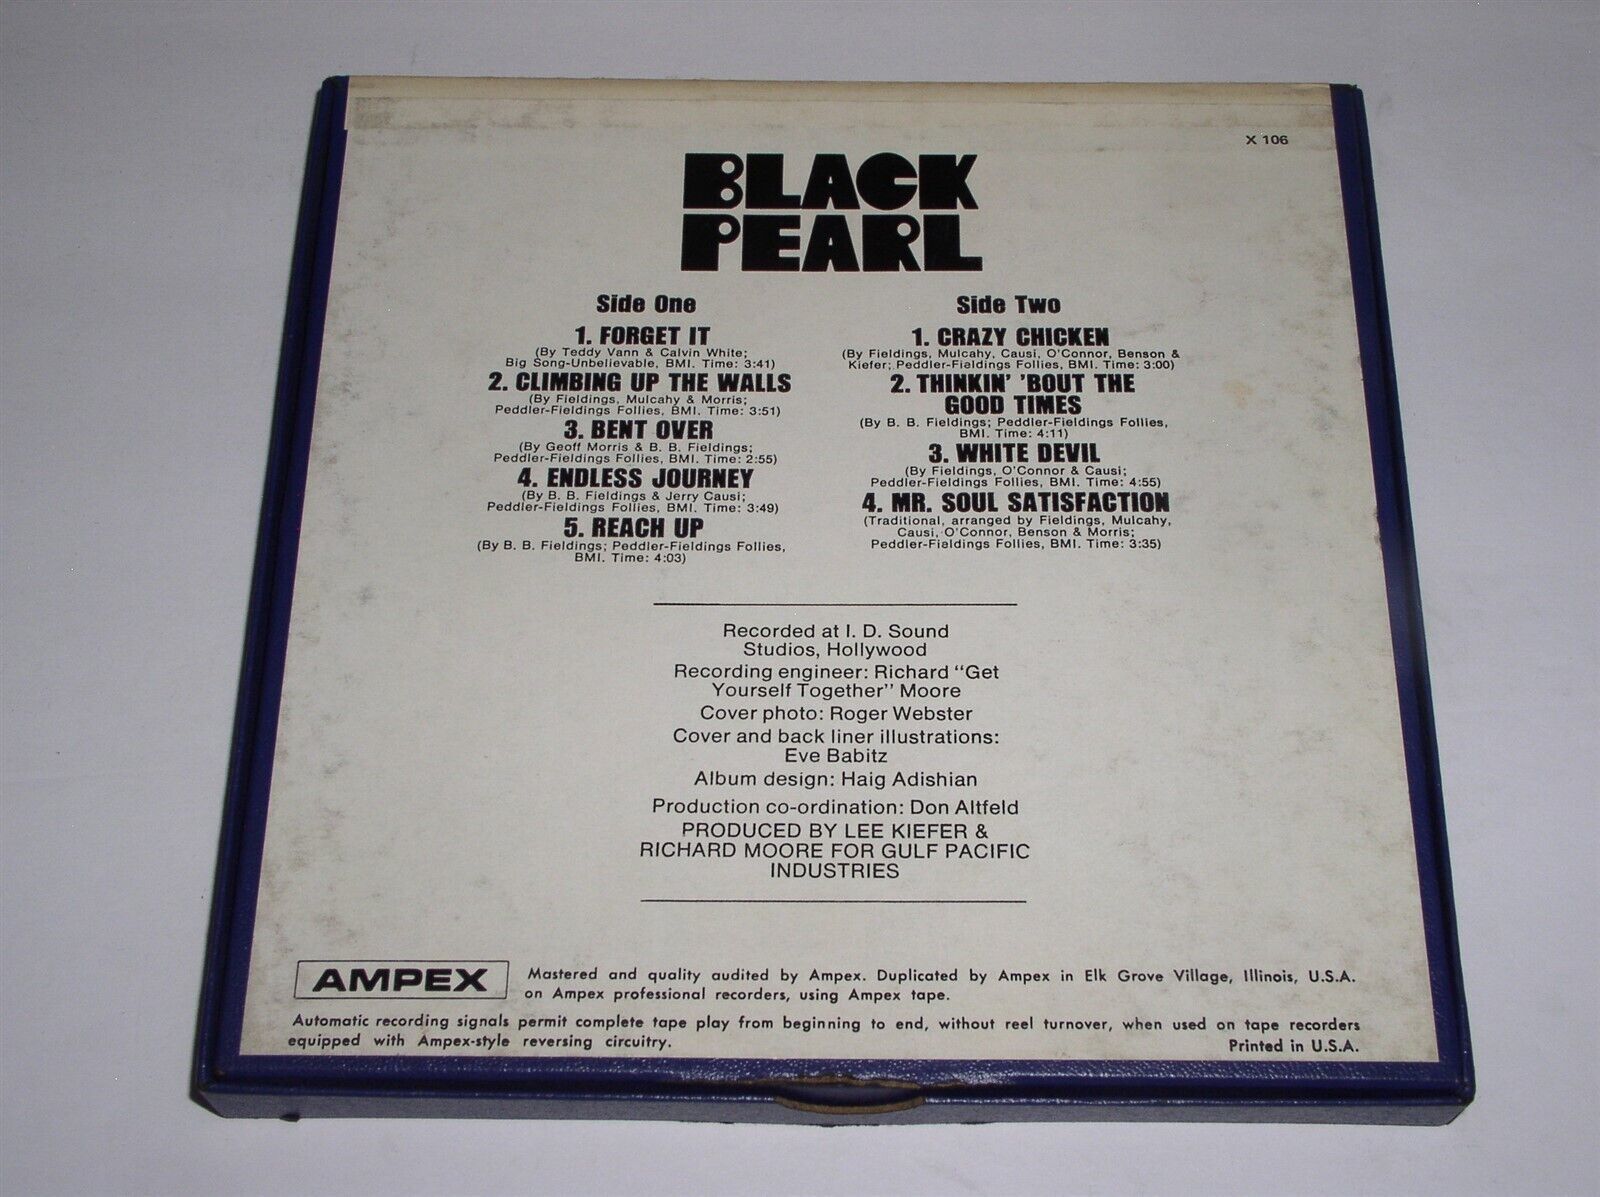 X 106
BLACK
PEARL
Side One
1. FORGET IT
(By Teddy Vann & Calvin White;
Big Song-Unbelievable, BMI. Time: 3:41)
2. CLIMBING UP THE WALLS
(By Fieldings, Mulcahy & Morris;
Peddler-Fieldings Follies, BMI. Time: 3:51)
3. BENT OVER
(By Geoff Morris & B. B. Fieldings;
Peddler-Fieldings Follies, BMI. Time: 2:55)
4. ENDLESS JOURNEY
(By B. B. Fieldings & Jerry Causi;
Peddler-Fieldings Follies, BMI. Time: 3:49)
5. REACH UP
(By B. B. Fieldings; Peddler-Fieldings Follies,
BMI. Time: 4:03)
Side Two
1. CRAZY CHICKEN
(By Fieldings, Mulcahy, Causi, O'Connor, Benson &
Kiefer; Peddler-Fieldings Follies, BMI. Time: 3:00)
2. THINKIN' 'BOUT THE
GOOD TIMES
(By B. B. Fieldings; Peddler-Fieldings Follies,
BMI. Time: 4:11)
3. WHITE DEVIL
(By Fieldings, O'Connor & Causi;
Peddler-Fieldings Follies, BMI. Time: 4:55)
4. MR. SOUL SATISFACTION
(Traditional, arranged by Fieldings, Mulcahy,
Causi, O'Connor, Benson & Morris;
Peddler-Fieldings Follies, BMI. Time: 3:35)
Recorded at I. D. Sound
Studios, Hollywood
Recording engineer: Richard "Get
Yourself Together" Moore
Cover photo: Roger Webster
Cover and back liner illustrations:
Eve Babitz
Album design: Haig Adishian
Production co-ordination: Don Altfeld
PRODUCED BY LEE KIEFER &
RICHARD MOORE FOR GULF PACIFIC
INDUSTRIES
AMPEX
Mastered and quality audited by Ampex. Duplicated by Ampex in Elk Grove Village, Illinois, U.S.A.
on Ampex professional recorders, using Ampex tape.
Automatic recording signals permit complete tape play from beginning to end, without reel turnover, when used on tape recorders
equipped with Ampex-style reversing circuitry.
Printed in U.S.A.